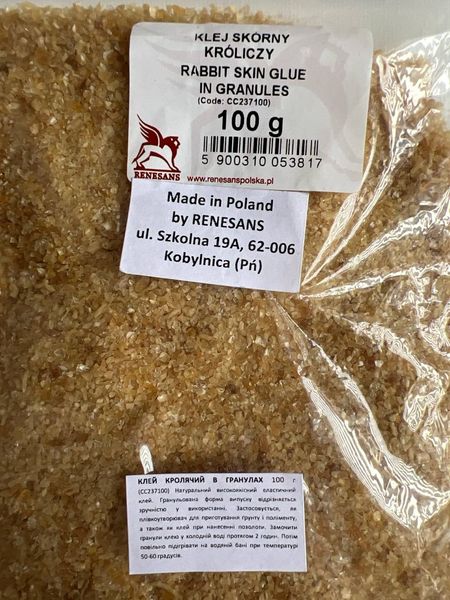 KLEJ SKÓRNY
KRÓLICZY
RABBIT SKIN GLUE
IN GRANULES
(Code: CC237100)
100 g
5 900310 053817
RENESANS
www.renesanspolska.pl
Made in Poland
by RENESANS
ul. Szkolna 19A, 62-006
Kobylnica (Pń)
КЛЕЙ КРОЛЯЧИЙ В ГРАНУЛАХ 100 г
(CC237100) Натуральний високоякісний еластичний
клей. Гранульована форма випуску відрізняється
зручністю у використанні. Застосовується, як
плівкоутворювач для приготування грунту і поліменту,
а також як клей при нанесенні позолоти. Замочити
гранули клею у холодній воді протягом 2 годин. Потім
повільно підігрівати на водяній бані при температурі
50-60 градусів.